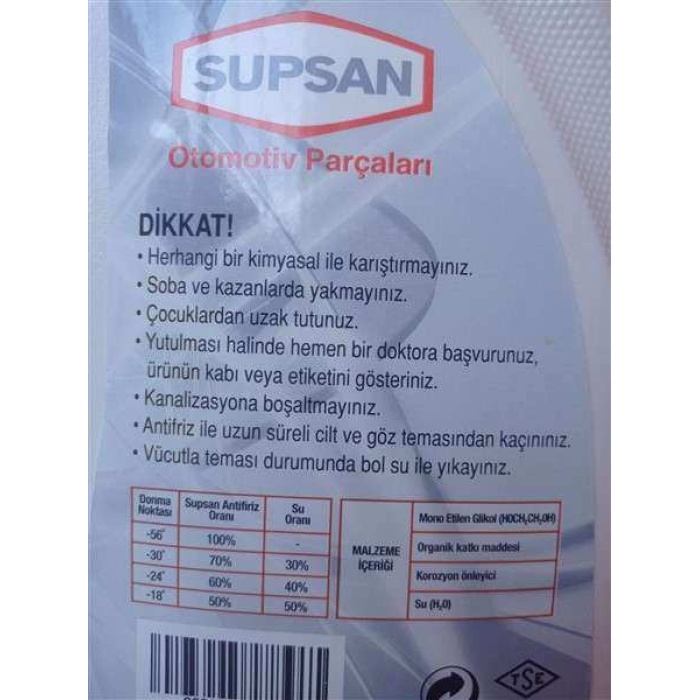 SUPSAN
Otomotiv Parçaları
DİKKAT!
• Herhangi bir kimyasal ile karıştırmayınız.
• Soba ve kazanlarda yakmayınız.
• Çocuklardan uzak tutunuz.
• Yutulması halinde hemen bir doktora başvurunuz,
ürünün kabı veya etiketini gösteriniz.
• Kanalizasyona boşaltmayınız.
• Antifriz ile uzun süreli cilt ve göz temasından kaçınınız.
• Vücutla teması durumunda bol su ile yıkayınız.
Donma Noktası Supsan Antifiriz Oranı Su Oranı
-56° 100% -
-30° 70% 30%
-24° 60% 40%
-18° 50% 50%
MALZEME İÇERİĞİ
Mono Etilen Glikol (HOCH₂CH₂OH)
Organik katkı maddesi
Korozyon önleyici
Su (H₂O)
TSE